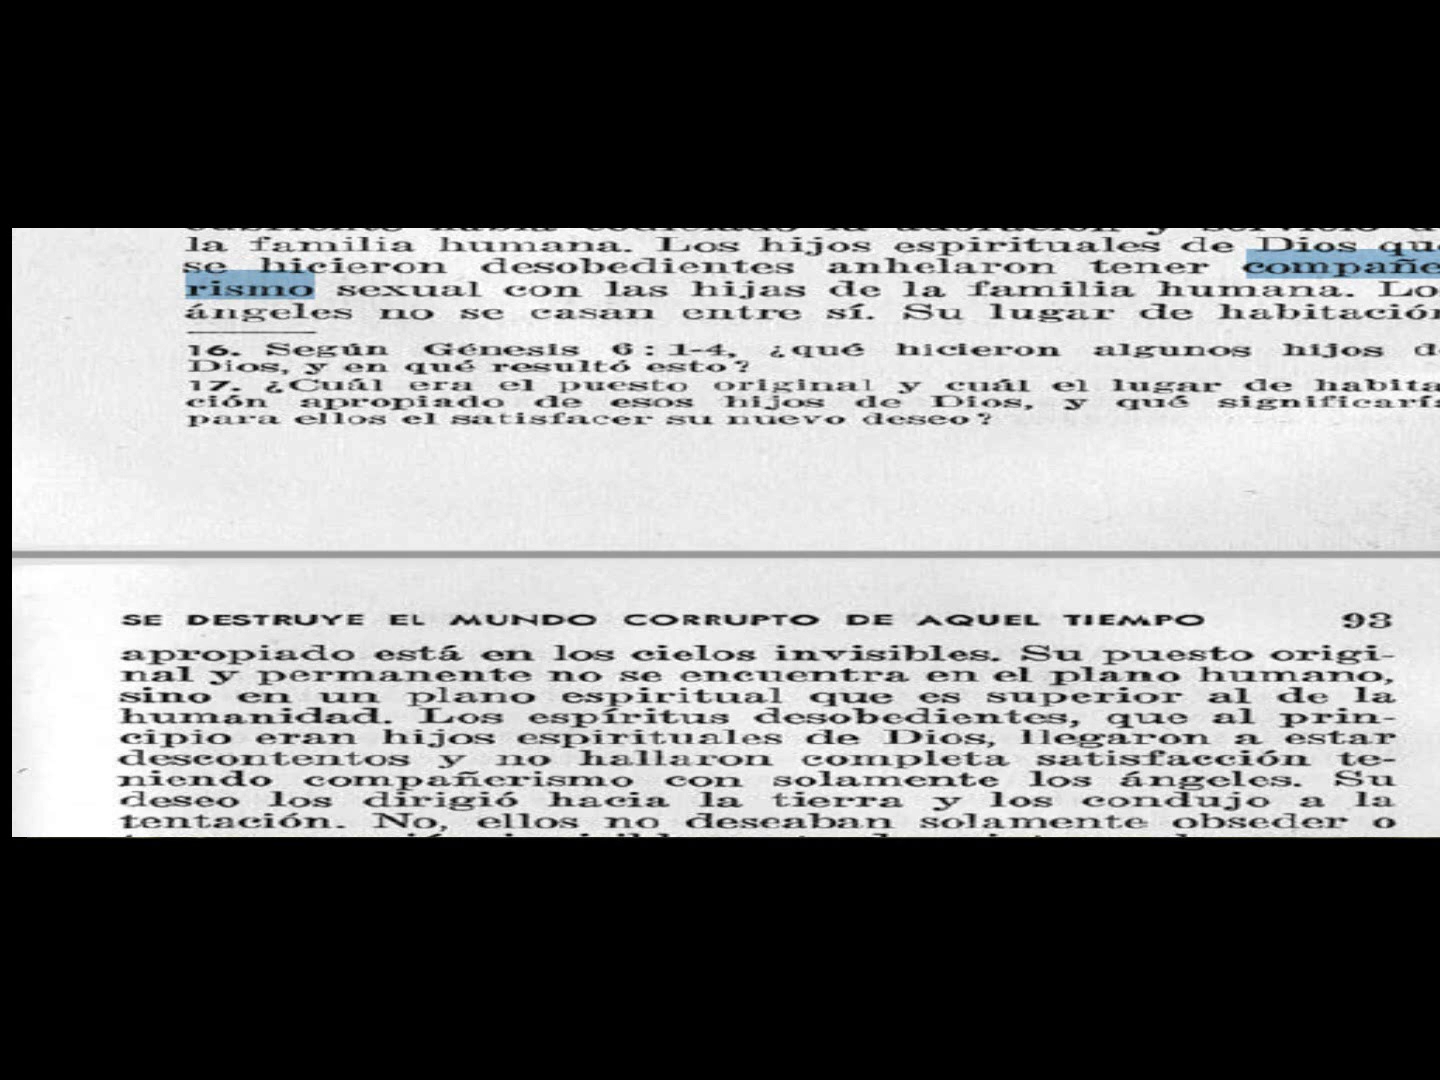 la familia humana. Los hijos espirituales de Dios que
se hicieron desobedientes anhelaron tener compañe
rismo sexual con las hijas de la familia humana. Lo
ángeles no se casan entre sí. Su lugar de habitación
16. Según Génesis 6:1-4, ¿qué hicieron algunos hijos d
Dios, y en qué resultó esto?
17. ¿Cuál era el puesto original y cuál el lugar de habita
ción apropiado de esos hijos de Dios, y qué significaría
para ellos el satisfacer su nuevo deseo?
SE DESTRUYE EL MUNDO CORRUPTO DE AQUEL TIEMPO 93
apropiado está en los cielos invisibles. Su puesto origi-
nal y permanente no se encuentra en el plano humano,
sino en un plano espiritual que es superior al de la
humanidad. Los espíritus desobedientes, que al prin-
cipio eran hijos espirituales de Dios, llegaron a estar
descontentos y no hallaron completa satisfacción te-
niendo compañerismo con solamente los ángeles. Su
deseo los dirigió hacia la tierra y los condujo a la
tentación. No, ellos no deseaban solamente obseder o